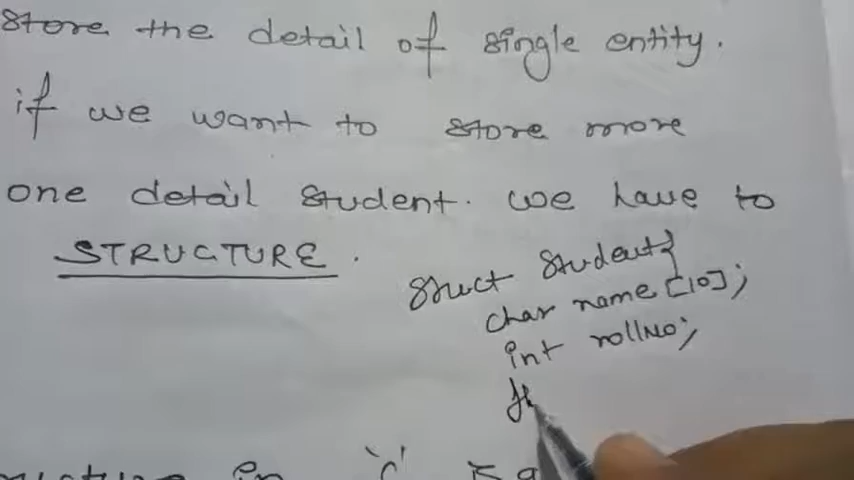 store the detail of single entity.
if we want to store more
one detail student. we have to
STRUCTURE.
struct student{
char name [10];
int rollNo;
in 'c'